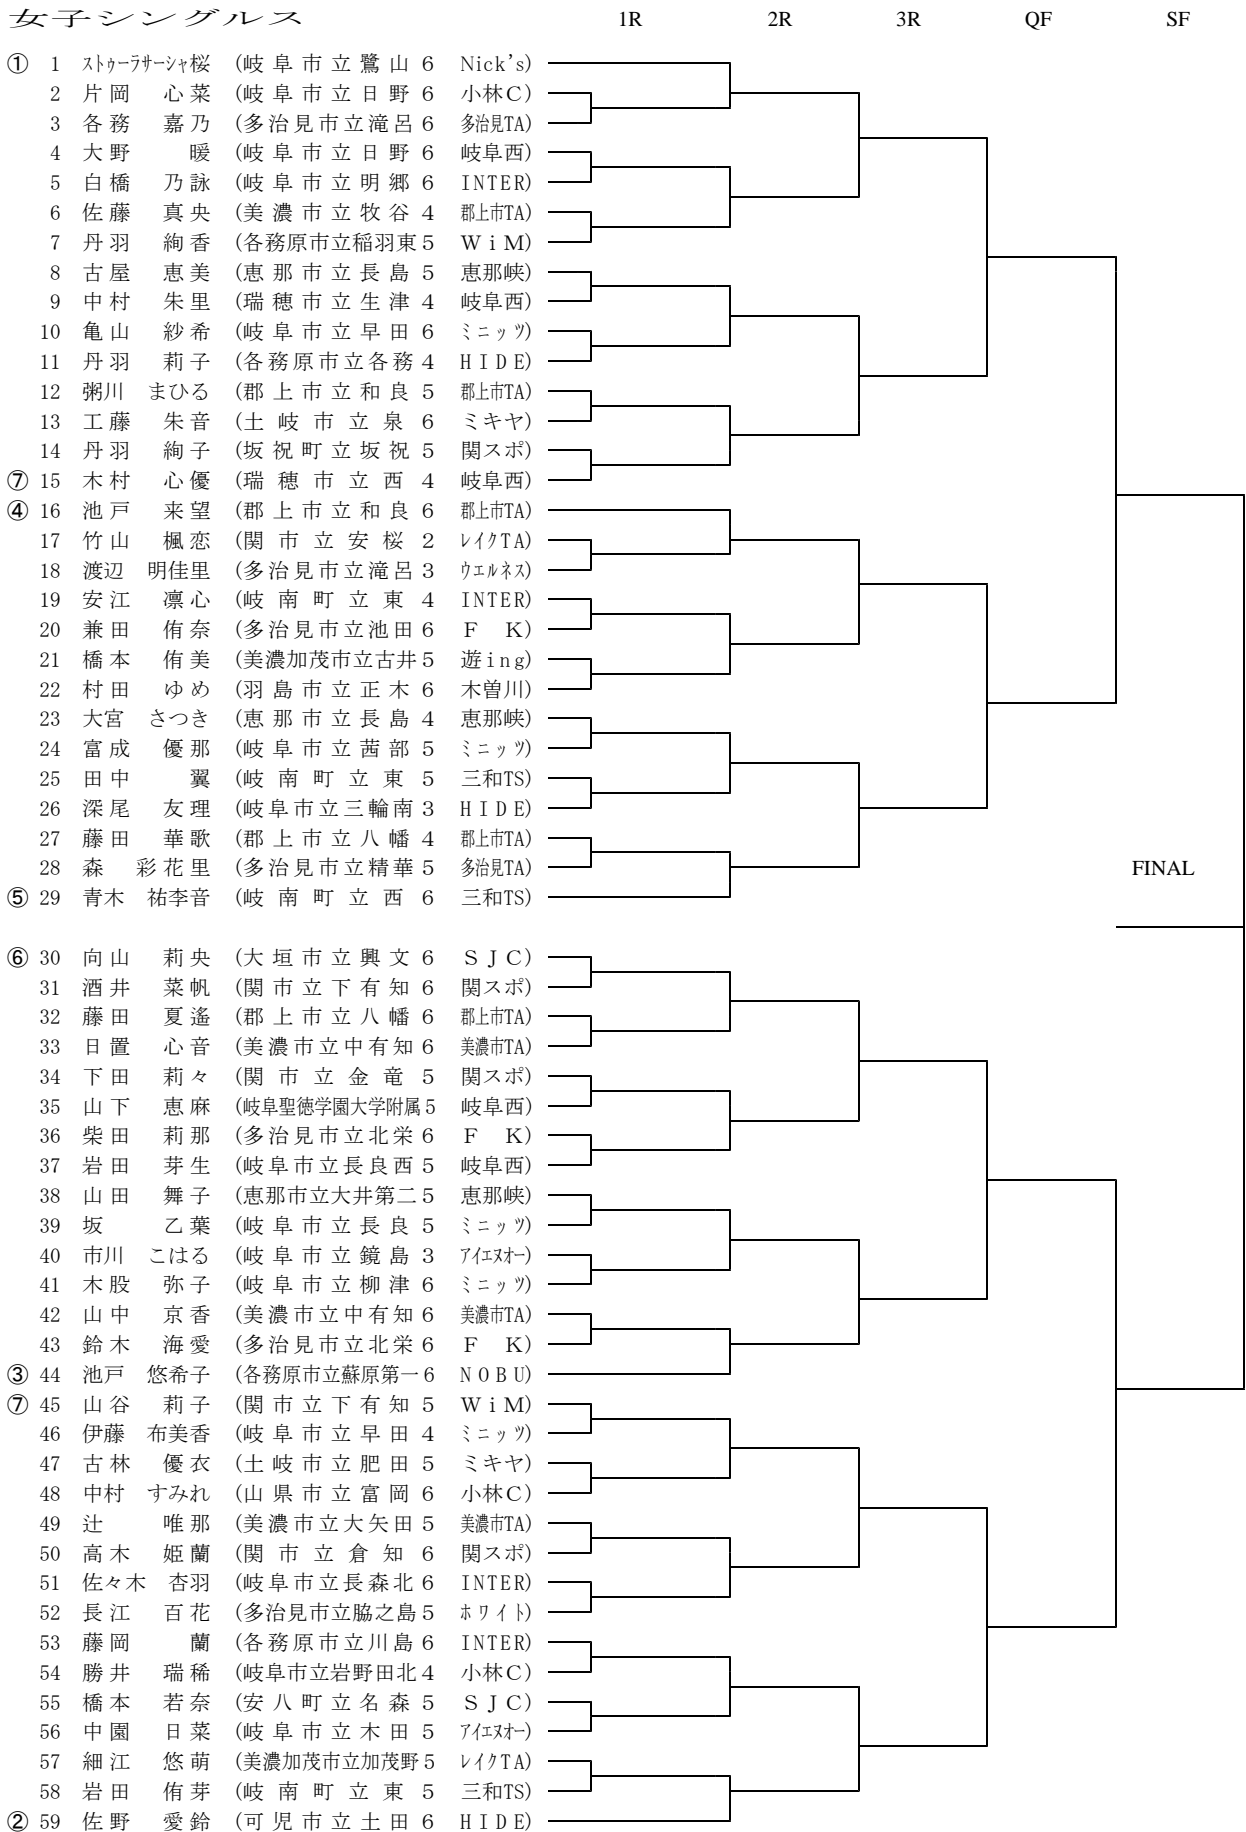 女子シングルス 1R 2R 3R QF SF
① 1 ストゥーラサーシャ桜 (岐阜市立鷺山 6 Nick's)
2 片岡 心菜 (岐阜市立日野 6 小林C)
3 各務 嘉乃 (多治見市立滝呂 6 多治見TA)
4 大野 暖 (岐阜市立日野 6 岐阜西)
5 白橋 乃詠 (岐阜市立明郷 6 INTER)
6 佐藤 真央 (美濃市立牧谷 4 郡上市TA)
7 丹羽 絢香 (各務原市立稲羽東 5 WiM)
8 古屋 恵美 (恵那市立長島 5 恵那峡)
9 中村 朱里 (瑞穂市立生津 4 岐阜西)
10 亀山 紗希 (岐阜市立早田 6 ミニッツ)
11 丹羽 莉子 (各務原市立各務 4 HIDE)
12 粥川 まひる (郡上市立和良 5 郡上市TA)
13 工藤 朱音 (土岐市立泉 6 ミキヤ)
14 丹羽 絢子 (坂祝町立坂祝 5 関スポ)
⑦ 15 木村 心優 (瑞穂市立西 4 岐阜西)
④ 16 池戸 来望 (郡上市立和良 6 郡上市TA)
17 竹山 楓恋 (関市立安桜 2 レイクTA)
18 渡辺 明佳里 (多治見市立滝呂 3 ウエルネス)
19 安江 凛心 (岐南町立東 4 INTER)
20 兼田 侑奈 (多治見市立池田 6 F K)
21 橋本 侑美 (美濃加茂市立古井 5 遊ing)
22 村田 ゆめ (羽島市立正木 6 木曽川)
23 大宮 さつき (恵那市立長島 4 恵那峡)
24 富成 優那 (岐阜市立茜部 5 ミニッツ)
25 田中 翼 (岐南町立東 5 三和TS)
26 深尾 友理 (岐阜市立三輪南 3 HIDE)
27 藤田 華歌 (郡上市立八幡 4 郡上市TA)
28 森 彩花里 (多治見市立精華 5 多治見TA)
FINAL
⑤ 29 青木 祐李音 (岐南町立西 6 三和TS)
⑥ 30 向山 莉央 (大垣市立興文 6 SJC)
31 酒井 菜帆 (関市立下有知 6 関スポ)
32 藤田 夏遙 (郡上市立八幡 6 郡上市TA)
33 日置 心音 (美濃市立中有知 6 美濃市TA)
34 下田 莉々 (関市立金竜 5 関スポ)
35 山下 恵麻 (岐阜聖徳学園大学附属 5 岐阜西)
36 柴田 莉那 (多治見市立北栄 6 F K)
37 岩田 芽生 (岐阜市立長良西 5 岐阜西)
38 山田 舞子 (恵那市立大井第二 5 恵那峡)
39 坂 乙葉 (岐阜市立長良 5 ミニッツ)
40 市川 こはる (岐阜市立鏡島 3 アイエヌオー)
41 木股 弥子 (岐阜市立柳津 6 ミニッツ)
42 山中 京香 (美濃市立中有知 6 美濃市TA)
43 鈴木 海愛 (多治見市立北栄 6 F K)
③ 44 池戸 悠希子 (各務原市立蘇原第一 6 NOBU)
⑦ 45 山谷 莉子 (関市立下有知 5 WiM)
46 伊藤 布美香 (岐阜市立早田 4 ミニッツ)
47 古林 優衣 (土岐市立肥田 5 ミキヤ)
48 中村 すみれ (山県市立富岡 6 小林C)
49 辻 唯那 (美濃市立大矢田 5 美濃市TA)
50 高木 姫蘭 (関市立倉知 6 関スポ)
51 佐々木 杏羽 (岐阜市立長森北 6 INTER)
52 長江 百花 (多治見市立脇之島 5 ホワイト)
53 藤岡 蘭 (各務原市立川島 6 INTER)
54 勝井 瑞稀 (岐阜市立岩野田北 4 小林C)
55 橋本 若奈 (安八町立名森 5 SJC)
56 中園 日菜 (岐阜市立木田 5 アイエヌオー)
57 細江 悠萌 (美濃加茂市立加茂野 5 レイクTA)
58 岩田 侑芽 (岐南町立東 5 三和TS)
② 59 佐野 愛鈴 (可児市立土田 6 HIDE)